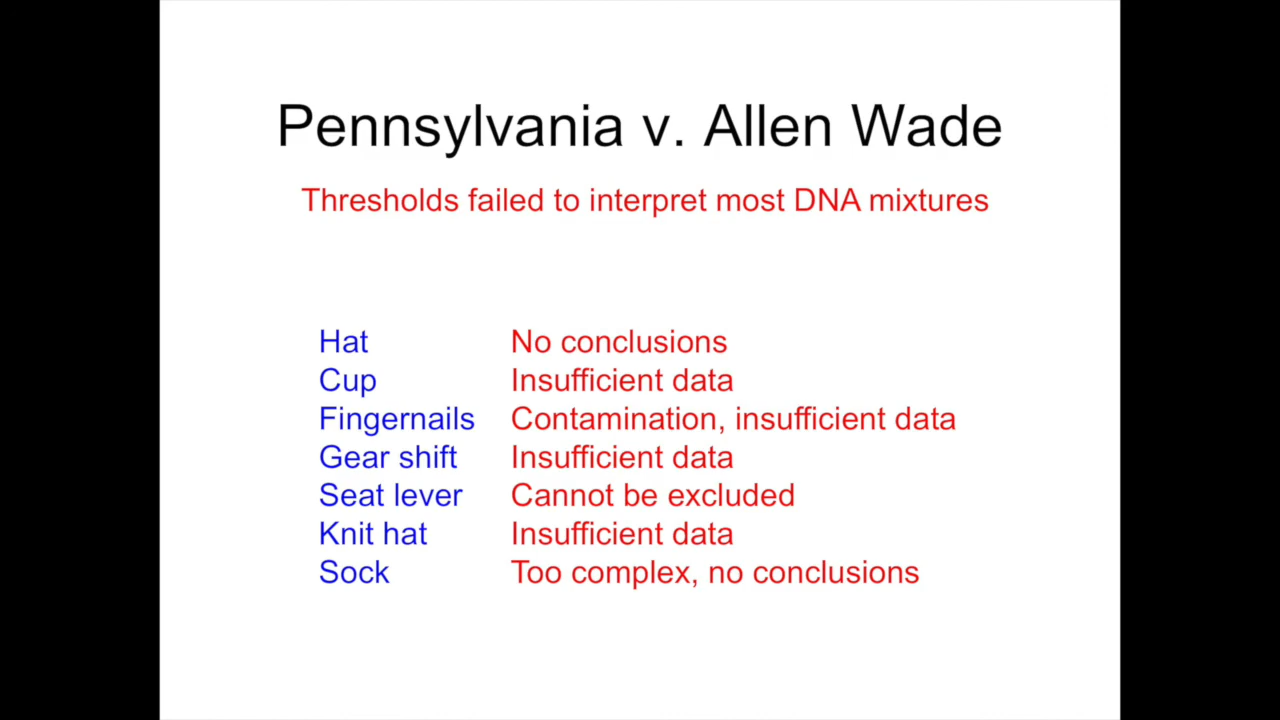 Pennsylvania v. Allen Wade
Thresholds failed to interpret most DNA mixtures
Hat No conclusions
Cup Insufficient data
Fingernails Contamination, insufficient data
Gear shift Insufficient data
Seat lever Cannot be excluded
Knit hat Insufficient data
Sock Too complex, no conclusions